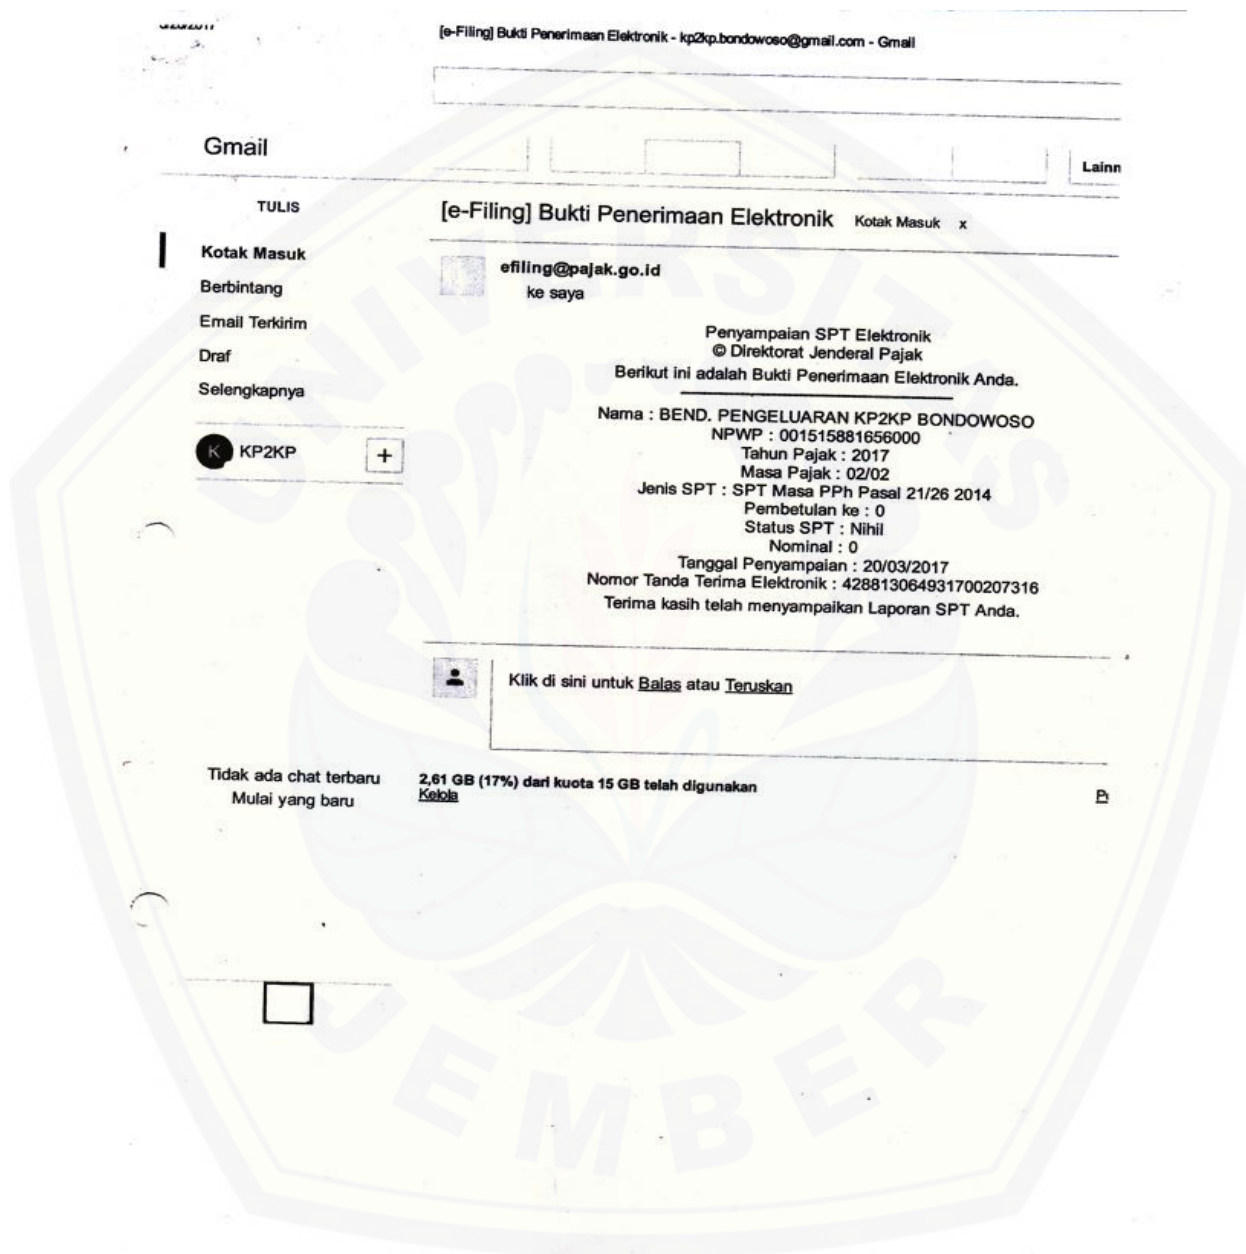 [e-Filing] Bukti Penerimaan Elektronik - kp2kp.bondowoso@gmail.com - Gmail
Gmail
Lainn
TULIS
[e-Filing] Bukti Penerimaan Elektronik Kotak Masuk x
Kotak Masuk
efiling@pajak.go.id
Berbintang
ke saya
Email Terkirim
Draf
Selengkapnya
Penyampaian SPT Elektronik
© Direktorat Jenderal Pajak
Berikut ini adalah Bukti Penerimaan Elektronik Anda.
Nama : BEND. PENGELUARAN KP2KP BONDOWOSO
NPWP : 001515881656000
Tahun Pajak : 2017
Masa Pajak : 02/02
Jenis SPT : SPT Masa PPh Pasal 21/26 2014
Pembetulan ke : 0
Status SPT : Nihil
Nominal : 0
Tanggal Penyampaian : 20/03/2017
Nomor Tanda Terima Elektronik : 428813064931700207316
Terima kasih telah menyampaikan Laporan SPT Anda.
K KP2KP +
Klik di sini untuk Balas atau Teruskan
Tidak ada chat terbaru
Mulai yang baru
2,61 GB (17%) dari kuota 15 GB telah digunakan
Kelola
UNIVERSITAS
JEMBER